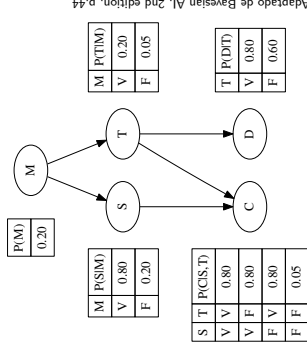 P(M)
0.20
M
M P(S|M)
V 0.80
F 0.20
M P(T|M)
V 0.20
F 0.05
S
T
S T P(C|S,T)
V V 0.80
V F 0.80
F V 0.80
F F 0.05
C
D
T P(D|T)
V 0.80
F 0.60
Adaptado de Bayesian AI, 2nd edition, p.44